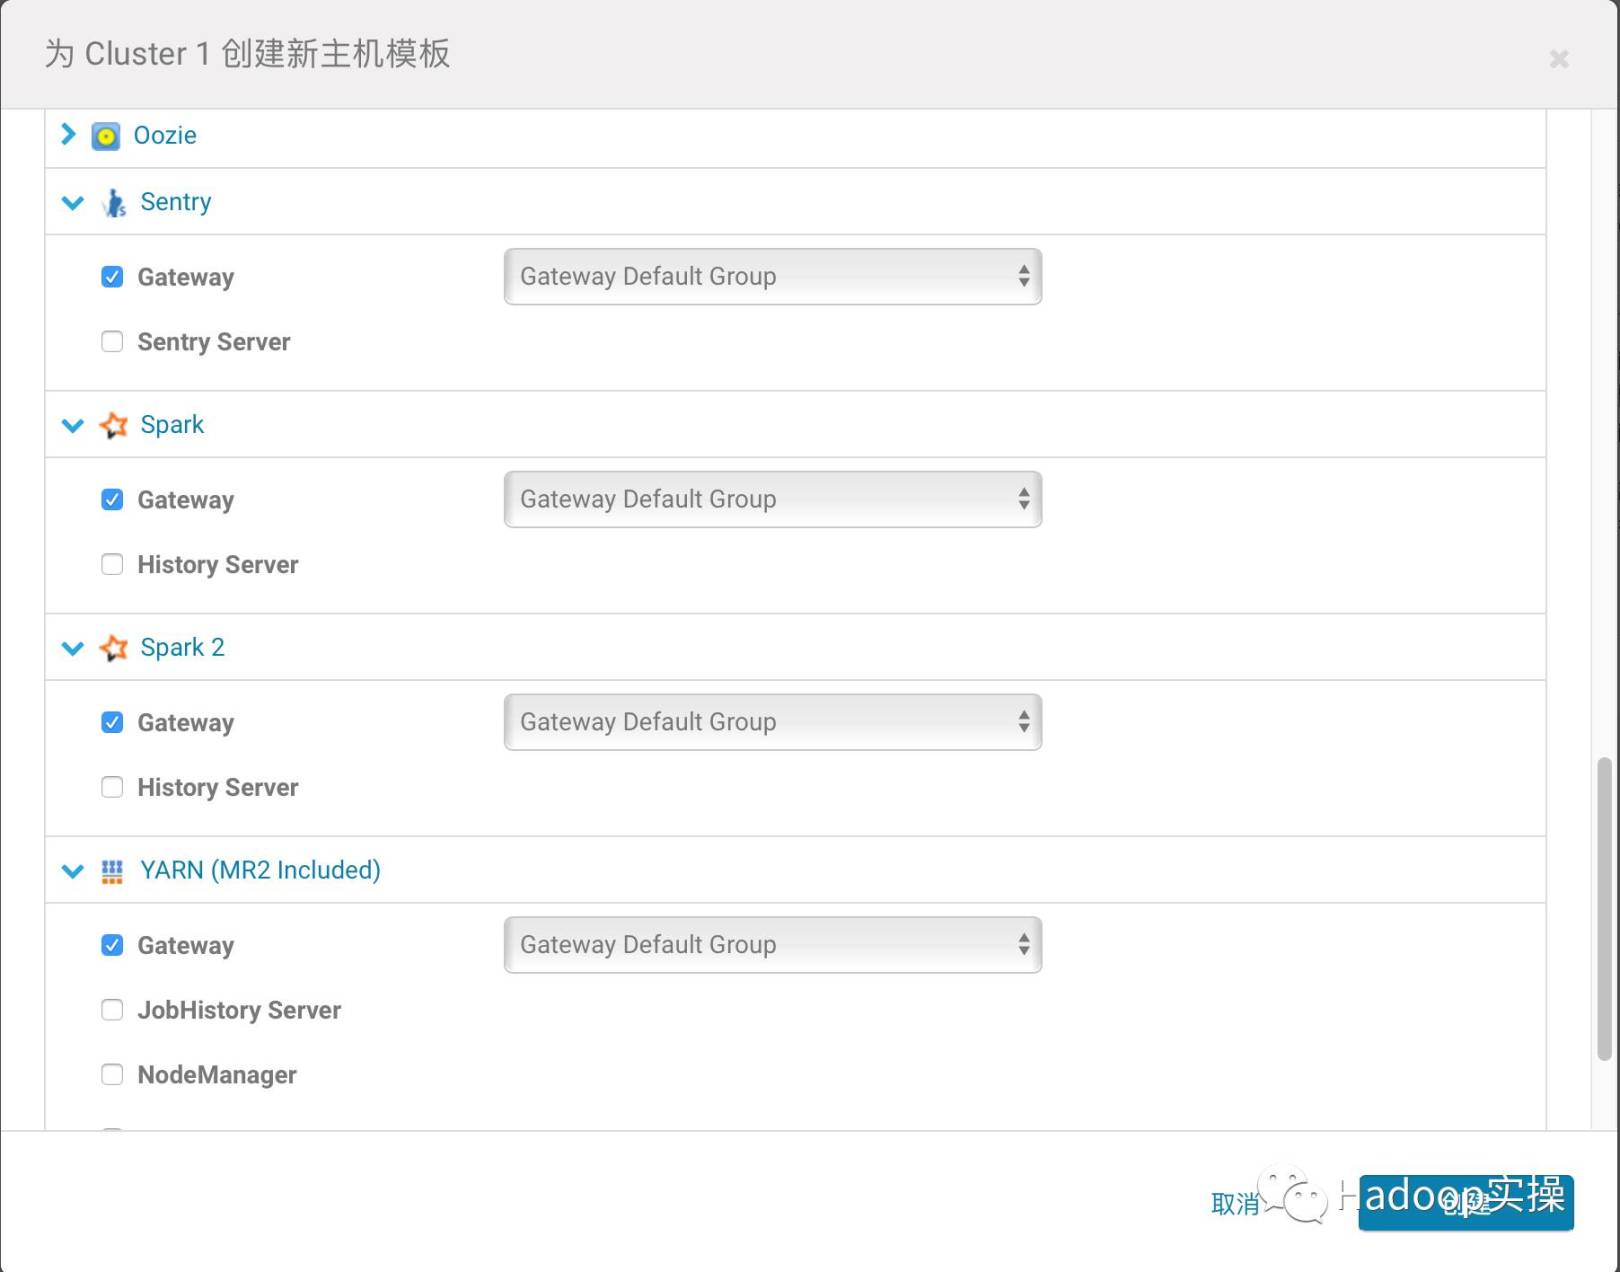 为 Cluster 1 创建新主机模板
Oozie
Sentry
Gateway
Gateway Default Group
Sentry Server
Spark
Gateway
Gateway Default Group
History Server
Spark 2
Gateway
Gateway Default Group
History Server
YARN (MR2 Included)
Gateway
Gateway Default Group
JobHistory Server
NodeManager
取消
创建
Hadoop实操